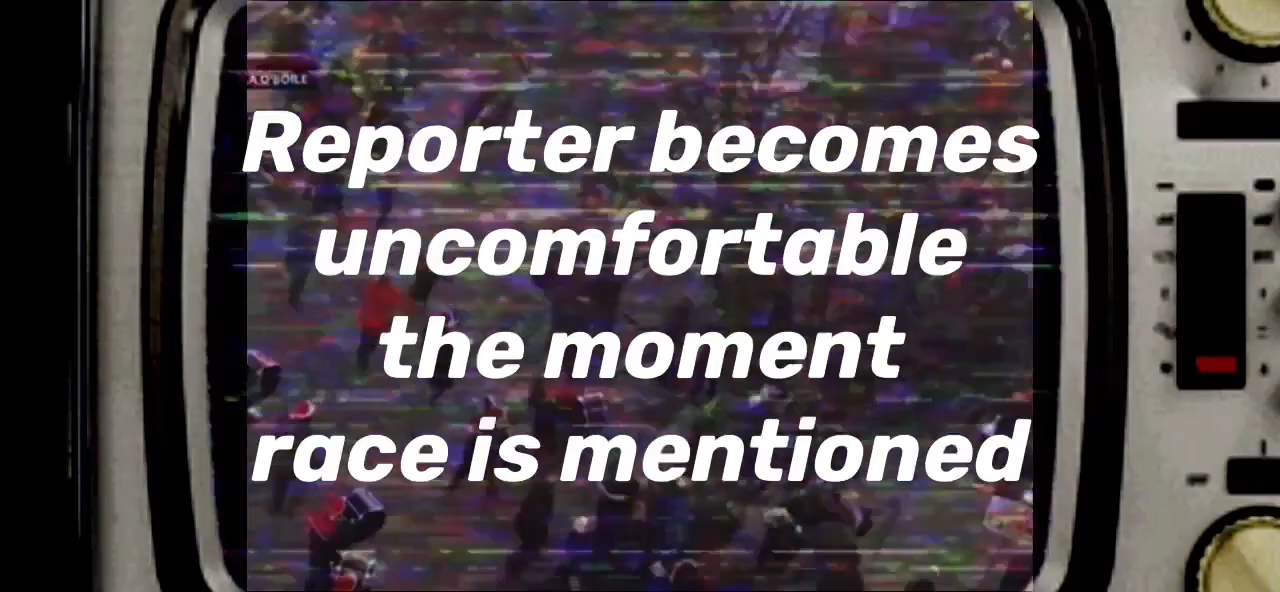 Reporter becomes
uncomfortable
the moment
race is mentioned